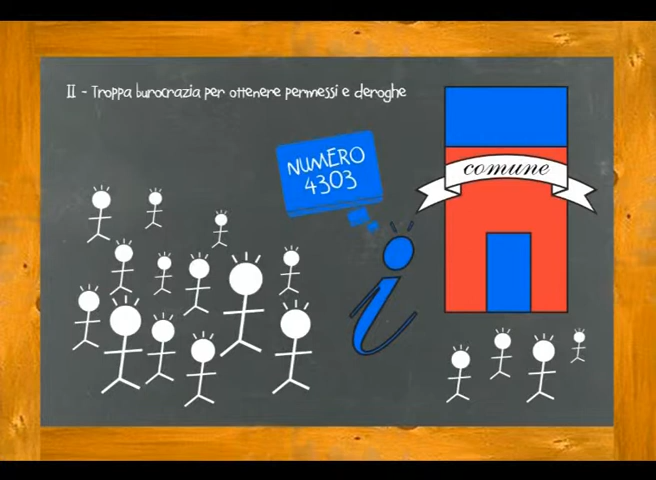 II - Troppa burocrazia per ottenere permessi e deroghe
NUMERO
4303
comune
i